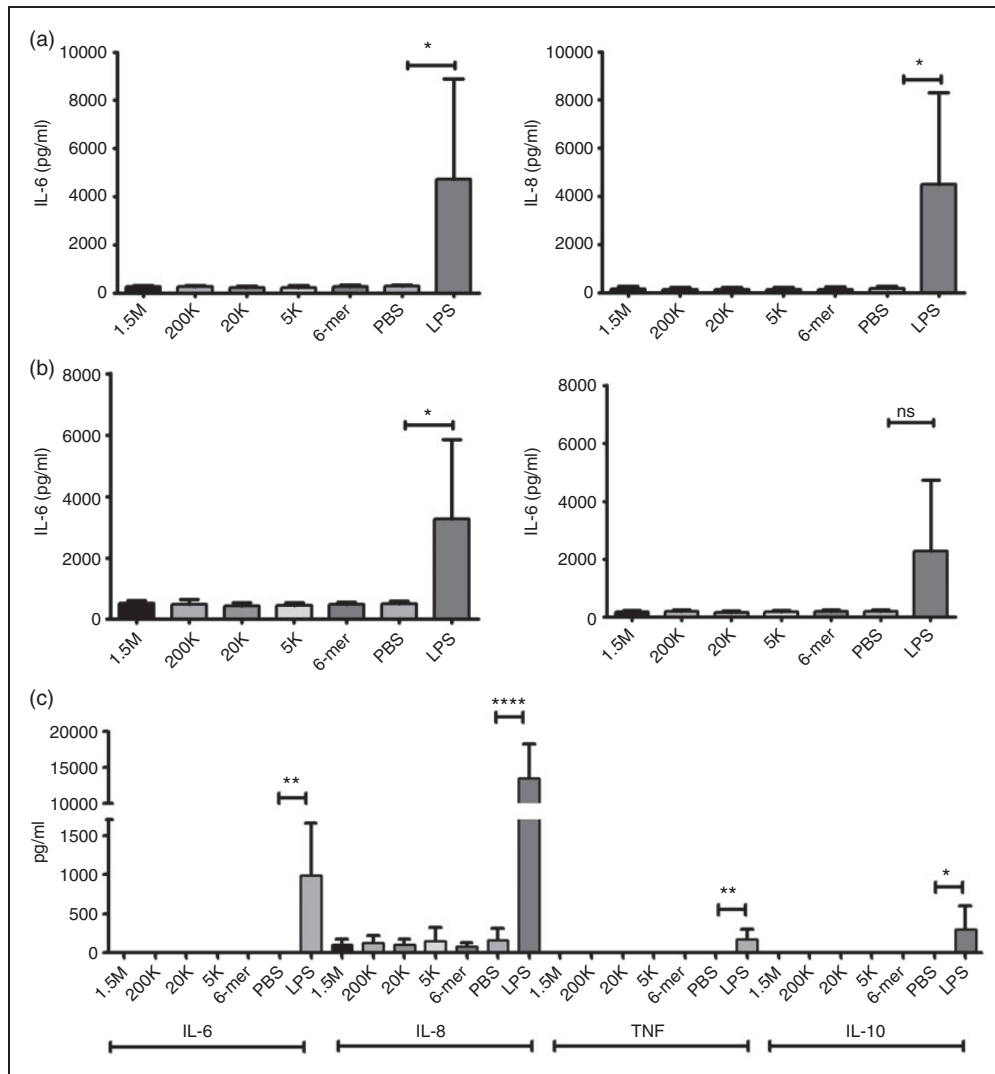 (a)
10000
8000
6000
4000
2000
0
IL-6 (pg/ml)
*
1.5M 200K 20K 5K 6-mer PBS LPS
10000
8000
6000
4000
2000
0
IL-8 (pg/ml)
*
1.5M 200K 20K 5K 6-mer PBS LPS
(b)
8000
6000
4000
2000
0
IL-6 (pg/ml)
*
1.5M 200K 20K 5K 6-mer PBS LPS
8000
6000
4000
2000
0
IL-6 (pg/ml)
ns
1.5M 200K 20K 5K 6-mer PBS LPS
(c)
20000
15000
10000
1500
1000
500
0
pg/ml
**
****
**
*
1.5M 200K 20K 5K 6-mer PBS LPS 1.5M 200K 20K 5K 6-mer PBS LPS 1.5M 200K 20K 5K 6-mer PBS LPS 1.5M 200K 20K 5K 6-mer PBS LPS
IL-6 IL-8 TNF IL-10